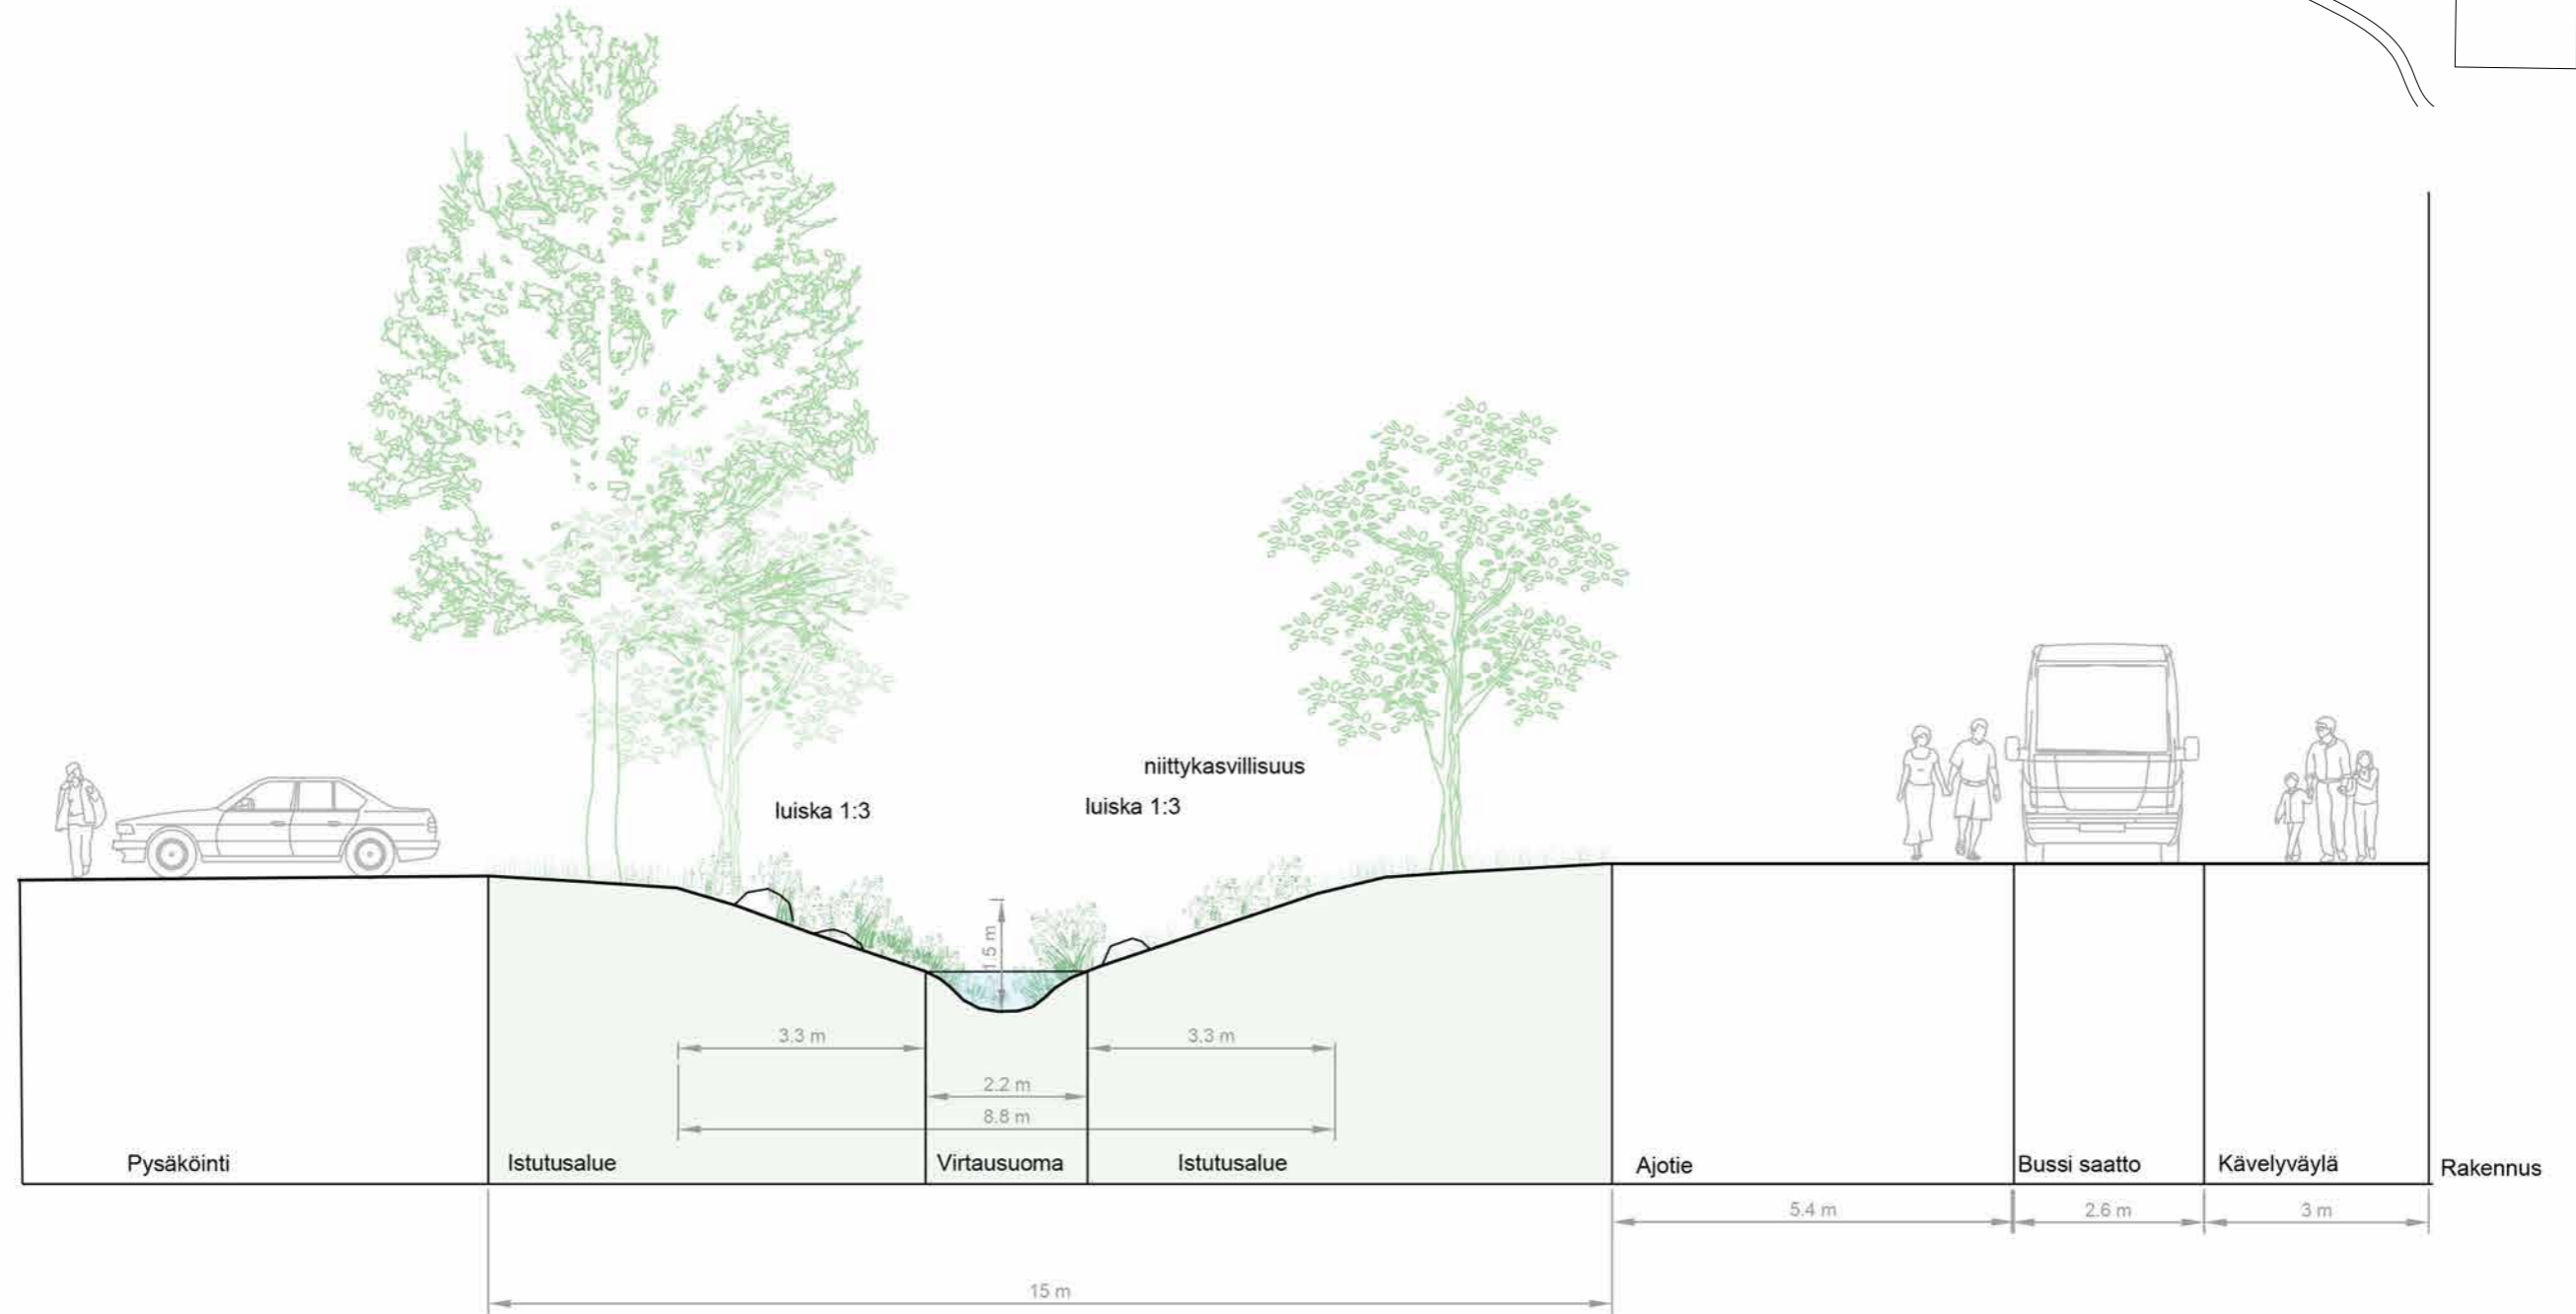 niittykasvillisuus
luiska 1:3
luiska 1:3
1.5 m
3.3 m
3.3 m
2.2 m
8.8 m
Pysäköinti
Istutusalue
Virtausuoma
Istutusalue
Ajotie
Bussi saatto
Kävelyväylä
Rakennus
5.4 m
2.6 m
3 m
15 m